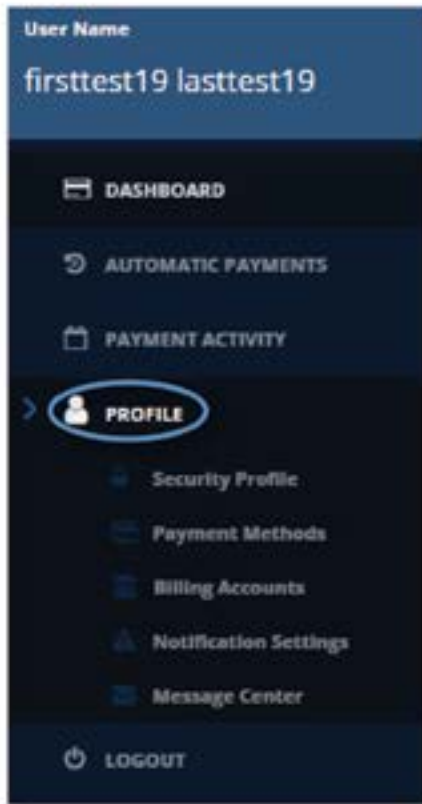 User Name
firsttest19 lasttest19
DASHBOARD
AUTOMATIC PAYMENTS
PAYMENT ACTIVITY
PROFILE
Security Profile
Payment Methods
Billing Accounts
Notification Settings
Message Center
LOGOUT